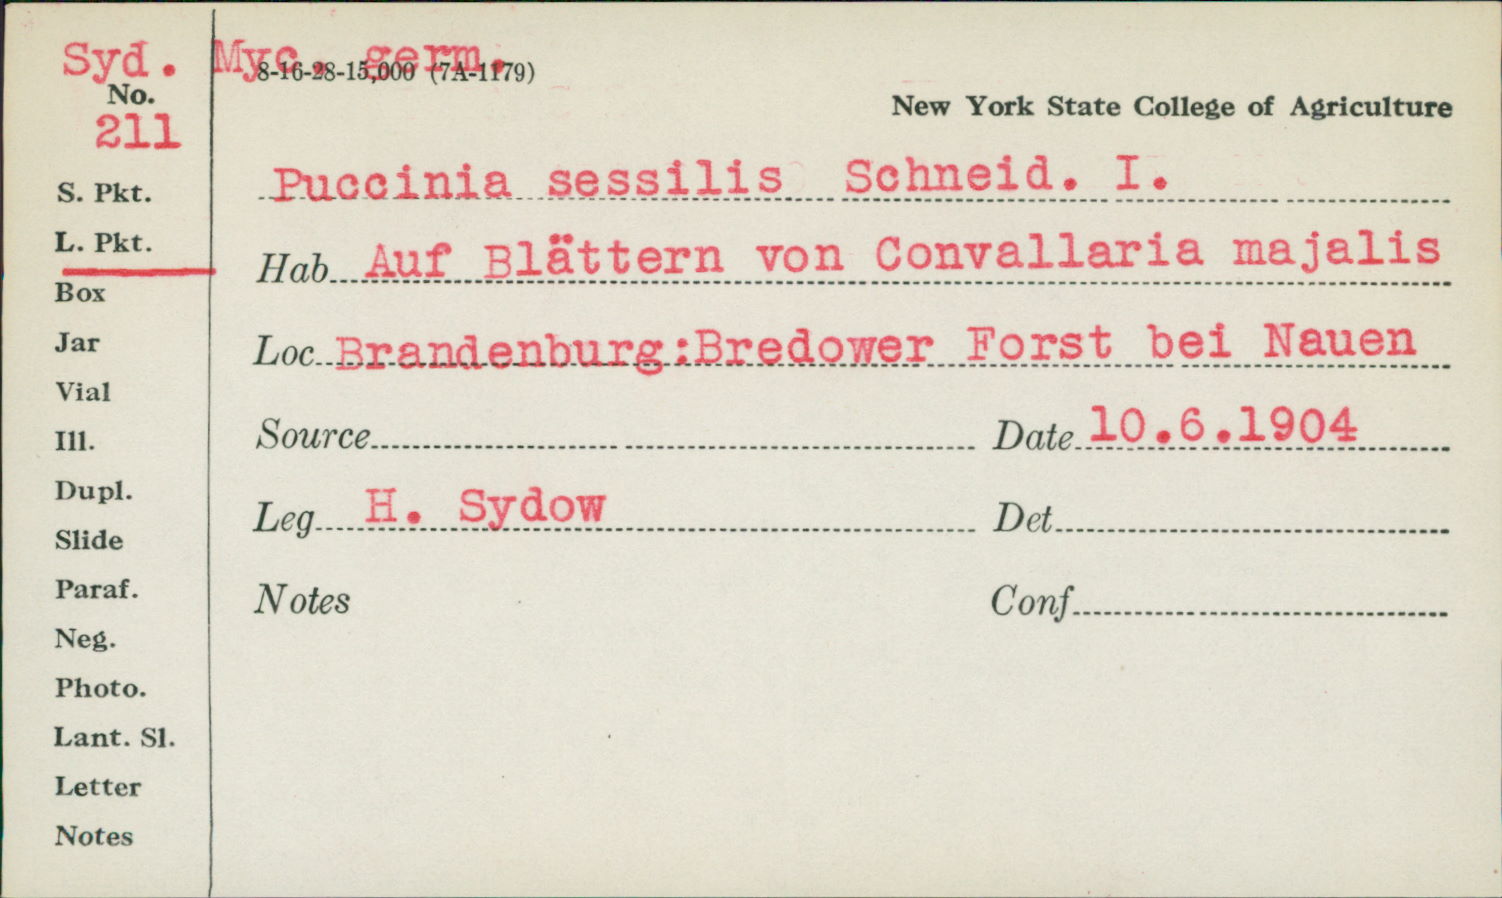 Syd. Myc. germ.
8-16-28-15,000 (7A-1179)
No.
211
New York State College of Agriculture
Puccinia sessilis Schneid. I.
Hab Auf Blättern von Convallaria majalis
Loc Brandenburg:Bredower Forst bei Nauen
Source Date 10.6.1904
Leg H. Sydow Det
Notes Conf
S. Pkt.
L. Pkt.
Box
Jar
Vial
Ill.
Dupl.
Slide
Paraf.
Neg.
Photo.
Lant. Sl.
Letter
Notes